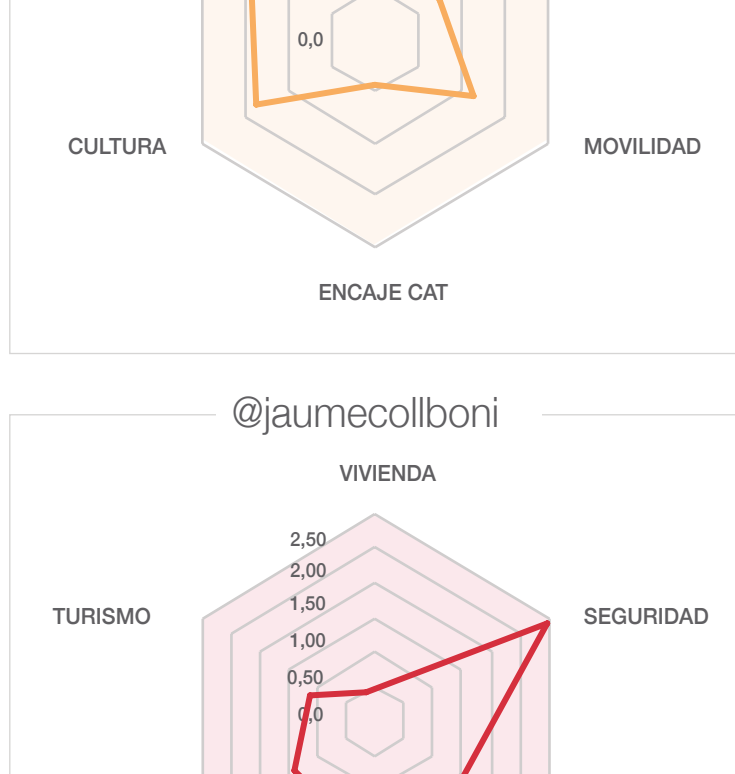 0,0
CULTURA
MOVILIDAD
ENCAJE CAT
@jaumecollboni
VIVIENDA
2,50
2,00
TURISMO
1,50
SEGURIDAD
1,00
0,50
0,0